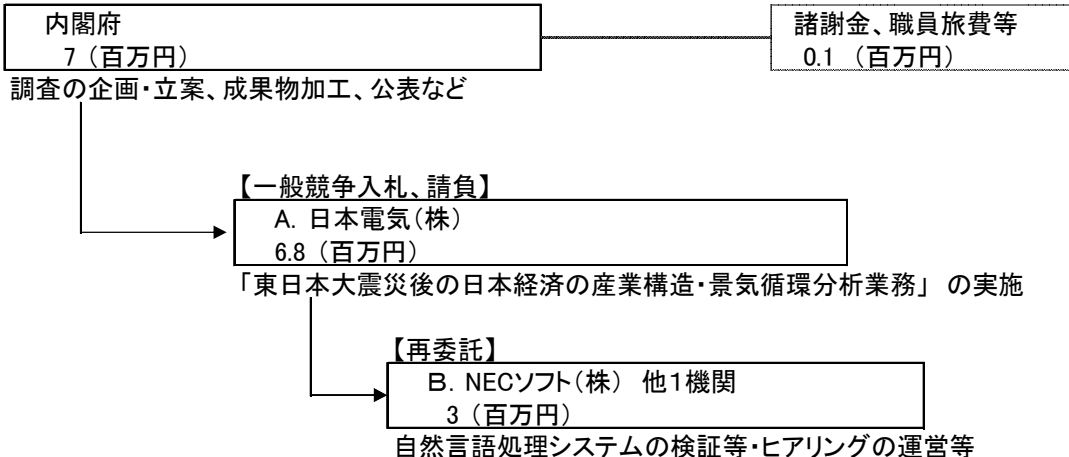 内閣府
7（百万円）
諸謝金、職員旅費等
0.1 （百万円）
調査の企画・立案、成果物加工、公表など
【一般競争入札、請負】
A. 日本電気（株）
6.8（百万円）
「東日本大震災後の日本経済の産業構造・景気循環分析業務」 の実施
【再委託】
B. NECソフト（株） 他1機関
3（百万円）
自然言語処理システムの検証等・ヒアリングの運営等